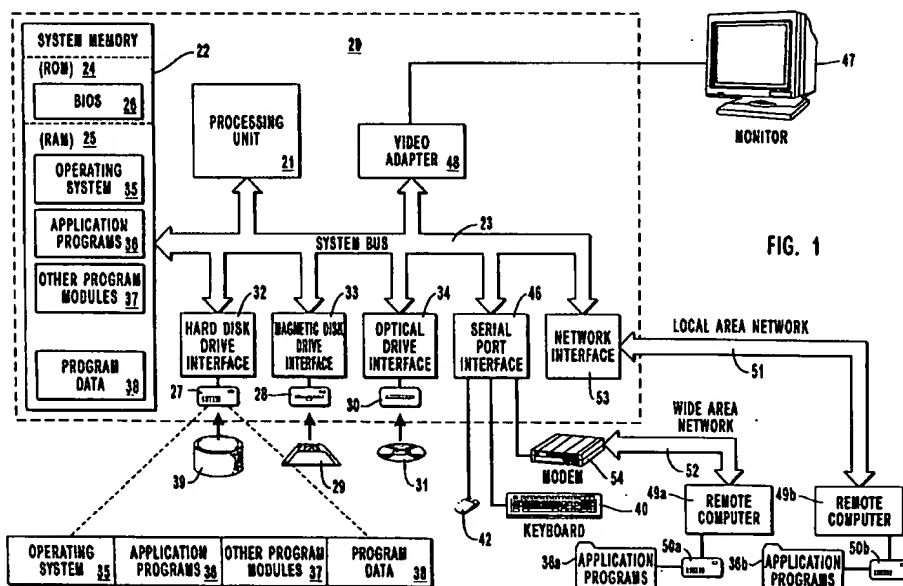 SYSTEM MEMORY
22
(ROM) 24
BIOS
26
(RAM) 25
OPERATING
SYSTEM 35
APPLICATION
PROGRAMS 36
OTHER PROGRAM
MODULES 37
PROGRAM
DATA 38
20
PROCESSING
UNIT
21
VIDEO
ADAPTER 48
47
MONITOR
23
SYSTEM BUS
FIG. 1
32
HARD DISK
DRIVE
INTERFACE
33
MAGNETIC DISK
DRIVE
INTERFACE
34
OPTICAL
DRIVE
INTERFACE
46
SERIAL
PORT
INTERFACE
NETWORK
INTERFACE
53
LOCAL AREA NETWORK
51
27
28
30
39
29
31
WIDE AREA
NETWORK
52
MODEM
54
42
KEYBOARD
40
49a
REMOTE
COMPUTER
49b
REMOTE
COMPUTER
OPERATING
SYSTEM 35
APPLICATION
PROGRAMS 36
OTHER PROGRAM
MODULES 37
PROGRAM
DATA 38
36a
APPLICATION
PROGRAMS
50a
36b
APPLICATION
PROGRAMS
50b